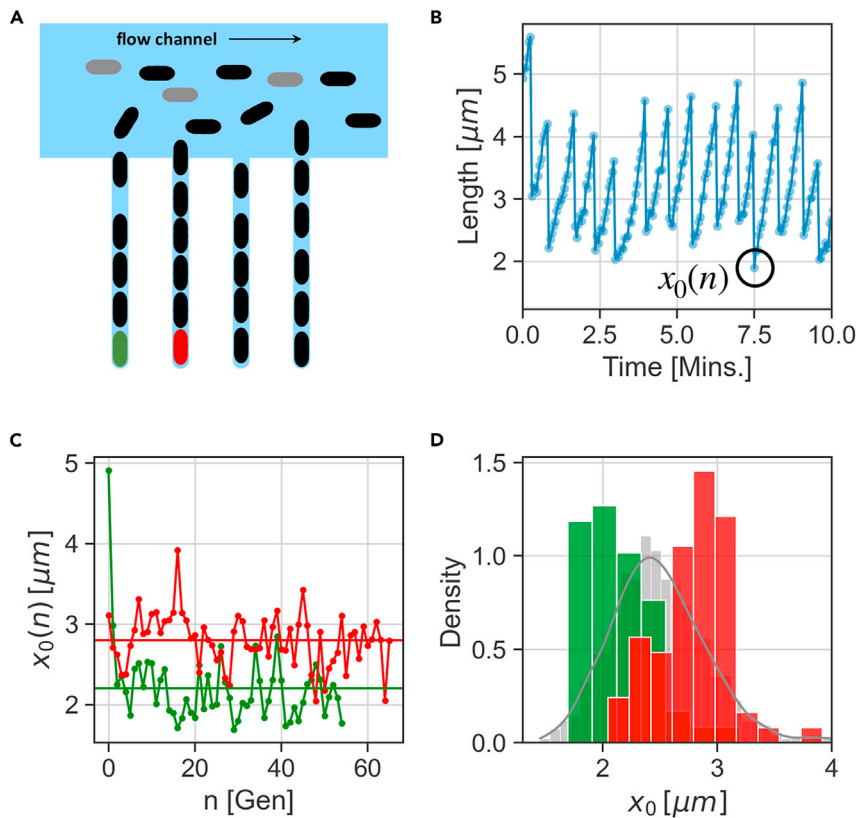 A
flow channel
B
Length [μm]
5
4
3
2
x₀(n)
0.0
2.5
5.0
7.5
10.0
Time [Mins.]
C
x₀(n) [μm]
5
4
3
2
0
20
40
60
n [Gen]
D
Density
1.5
1.0
0.5
0.0
2
3
4
x₀ [μm]